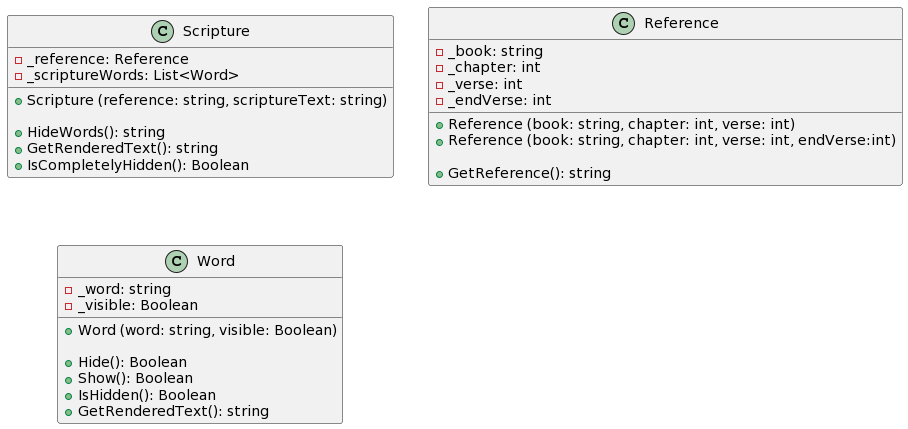 C Scripture
_reference: Reference
_scriptureWords: List<Word>
Scripture (reference: string, scriptureText: string)
HideWords(): string
GetRenderedText(): string
IsCompletelyHidden(): Boolean
C Reference
_book: string
_chapter: int
_verse: int
_endVerse: int
Reference (book: string, chapter: int, verse: int)
Reference (book: string, chapter: int, verse: int, endVerse:int)
GetReference(): string
C Word
_word: string
_visible: Boolean
Word (word: string, visible: Boolean)
Hide(): Boolean
Show(): Boolean
IsHidden(): Boolean
GetRenderedText(): string